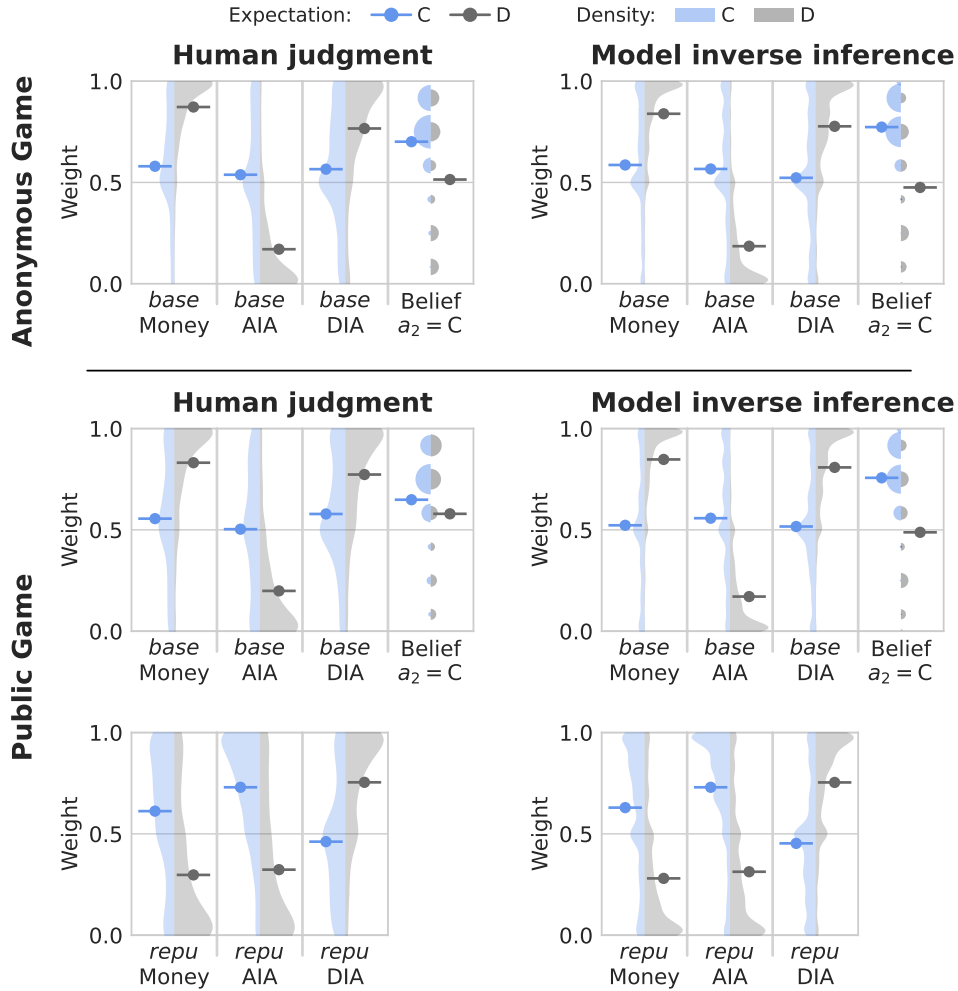 Expectation: C D Density: C D
Human judgment Model inverse inference
Anonymous Game
Weight 1.0 0.5 0.0
base Money base AIA base DIA Belief a₂ = C
Weight 1.0 0.5 0.0
base Money base AIA base DIA Belief a₂ = C
Human judgment Model inverse inference
Public Game
Weight 1.0 0.5 0.0
base Money base AIA base DIA Belief a₂ = C
Weight 1.0 0.5 0.0
base Money base AIA base DIA Belief a₂ = C
Weight 1.0 0.5 0.0
repu Money repu AIA repu DIA
Weight 1.0 0.5 0.0
repu Money repu AIA repu DIA